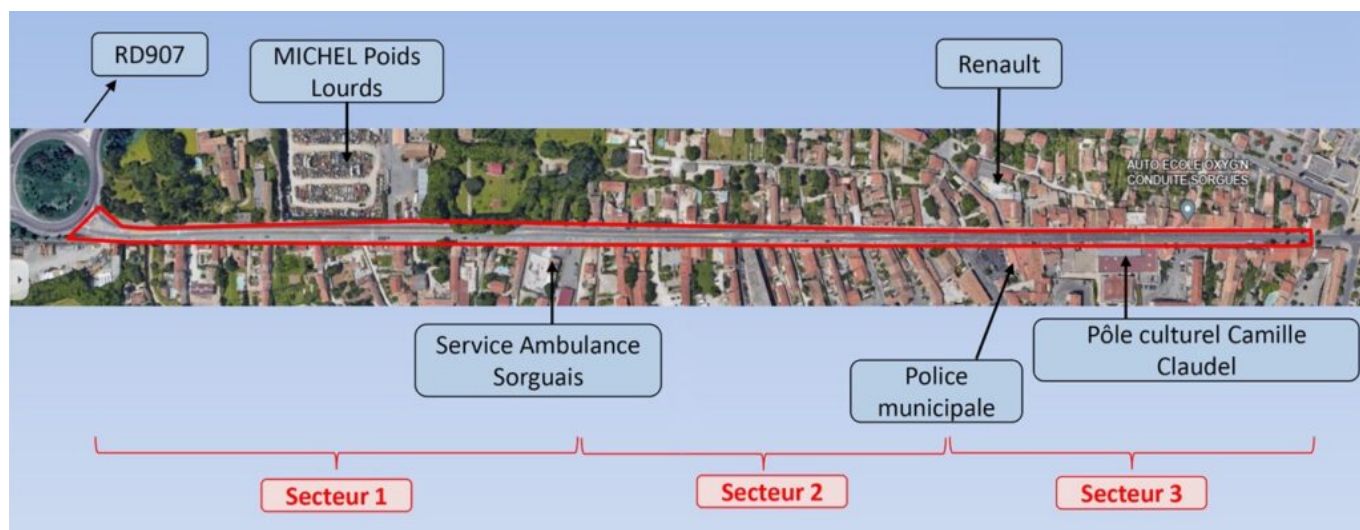 RD907
MICHEL Poids
Lourds
Renault
AUTO ECOLE OXYGN
CONDUITE SORGUES
Service Ambulance
Sorguais
Police
municipale
Pôle culturel Camille
Claudel
Secteur 1
Secteur 2
Secteur 3